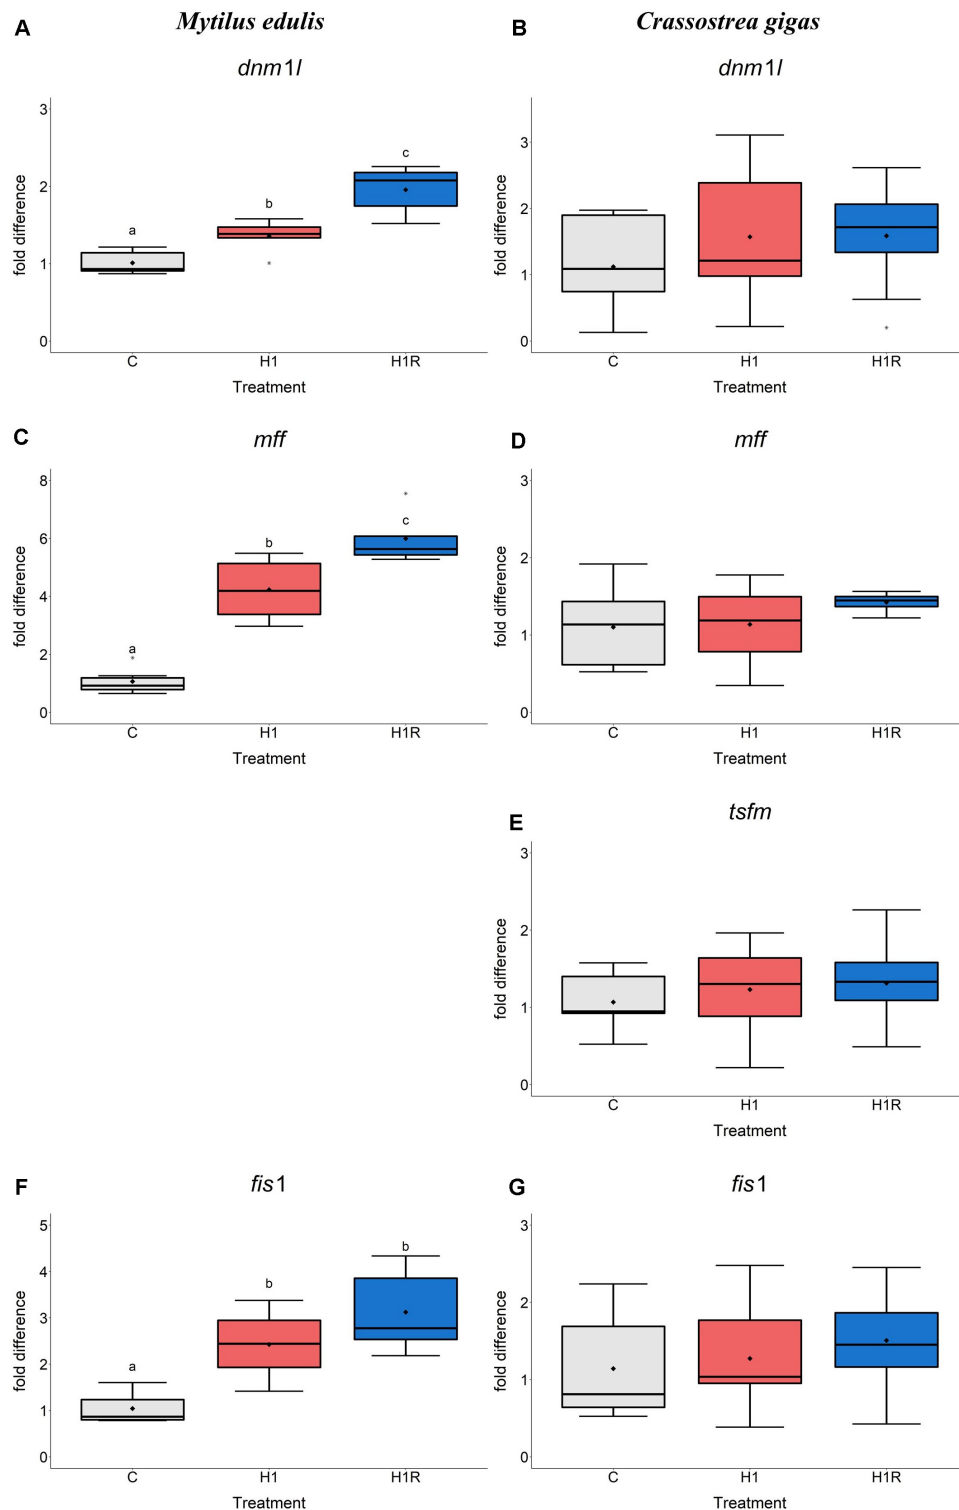 A Mytilus edulis B Crassostrea gigas
dnm1l dnm1l
3
2
1
0
fold difference
a
b
c
C H1 H1R
Treatment
3
2
1
0
fold difference
C H1 H1R
Treatment
C mff D mff
8
6
4
2
0
fold difference
a
b
c
C H1 H1R
Treatment
3
2
1
0
fold difference
C H1 H1R
Treatment
E tsfm
3
2
1
0
fold difference
C H1 H1R
Treatment
F fis1 G fis1
5
4
3
2
1
0
fold difference
a
b
b
C H1 H1R
Treatment
3
2
1
0
fold difference
C H1 H1R
Treatment